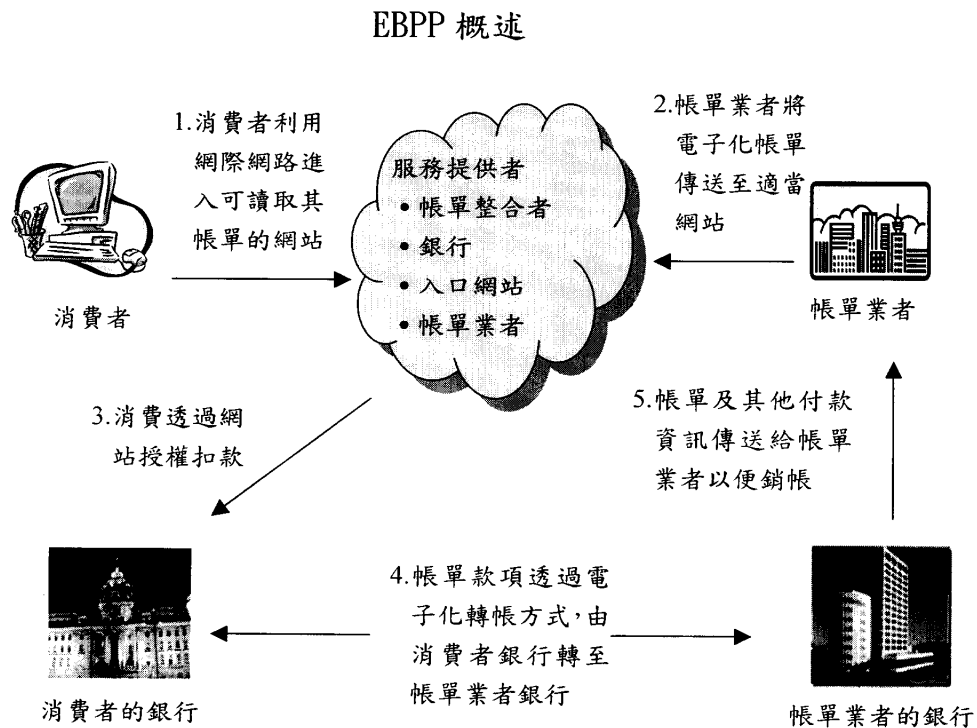 EBPP 概述
1.消費者利用
網際網路進
入可讀取其
帳單的網站
消費者
服務提供者
•帳單整合者
•銀行
•入口網站
•帳單業者
2.帳單業者將
電子化帳單
傳送至適當
網站
帳單業者
3.消費透過網
站授權扣款
5.帳單及其他付款
資訊傳送給帳單
業者以便銷帳
4.帳單款項透過電
子化轉帳方式,由
消費者銀行轉至
帳單業者銀行
消費者的銀行
帳單業者的銀行